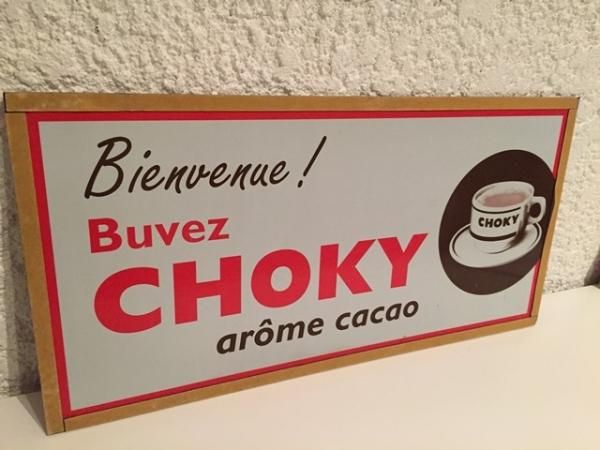 Bienvenue !
Buvez
CHOKY
arôme cacao
CHOKY